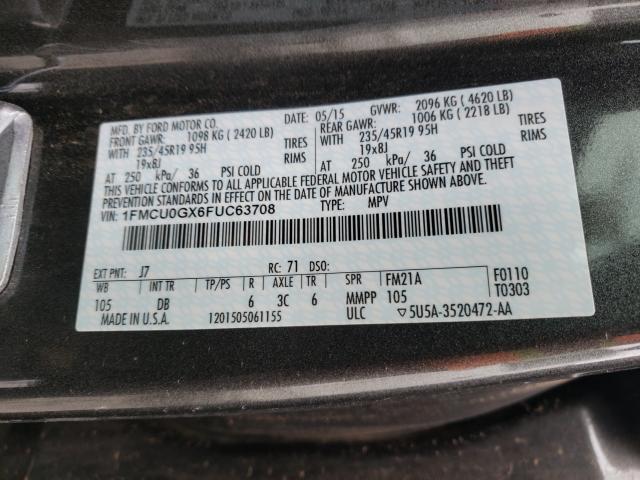 MFD. BY FORD MOTOR CO. DATE: 05/15 GVWR: 2096 KG ( 4620 LB)
FRONT GAWR: 1098 KG ( 2420 LB) REAR GAWR: 1006 KG ( 2218 LB)
WITH 235/45R19 95H TIRES WITH 235/45R19 95H TIRES
19x8J RIMS 19x8J RIMS
AT 250 kPa/ 36 PSI COLD AT 250 kPa/ 36 PSI COLD
THIS VEHICLE CONFORMS TO ALL APPLICABLE FEDERAL MOTOR VEHICLE SAFETY, BUMPER, AND THEFT
PREVENTION STANDARDS IN EFFECT ON THE DATE OF MANUFACTURE SHOWN ABOVE.
VIN: 1FMCU0GX6FUC63708 TYPE: MPV
EXT PNT: J7 RC: 71 DSO: F0110
WB INT TR TP/PS R AXLE TR SPR FM21A T0303
105 DB 6 3C 6 MMPP 105
MADE IN U.S.A. 1201505061155 ULC ▽5U5A-3520472-AA